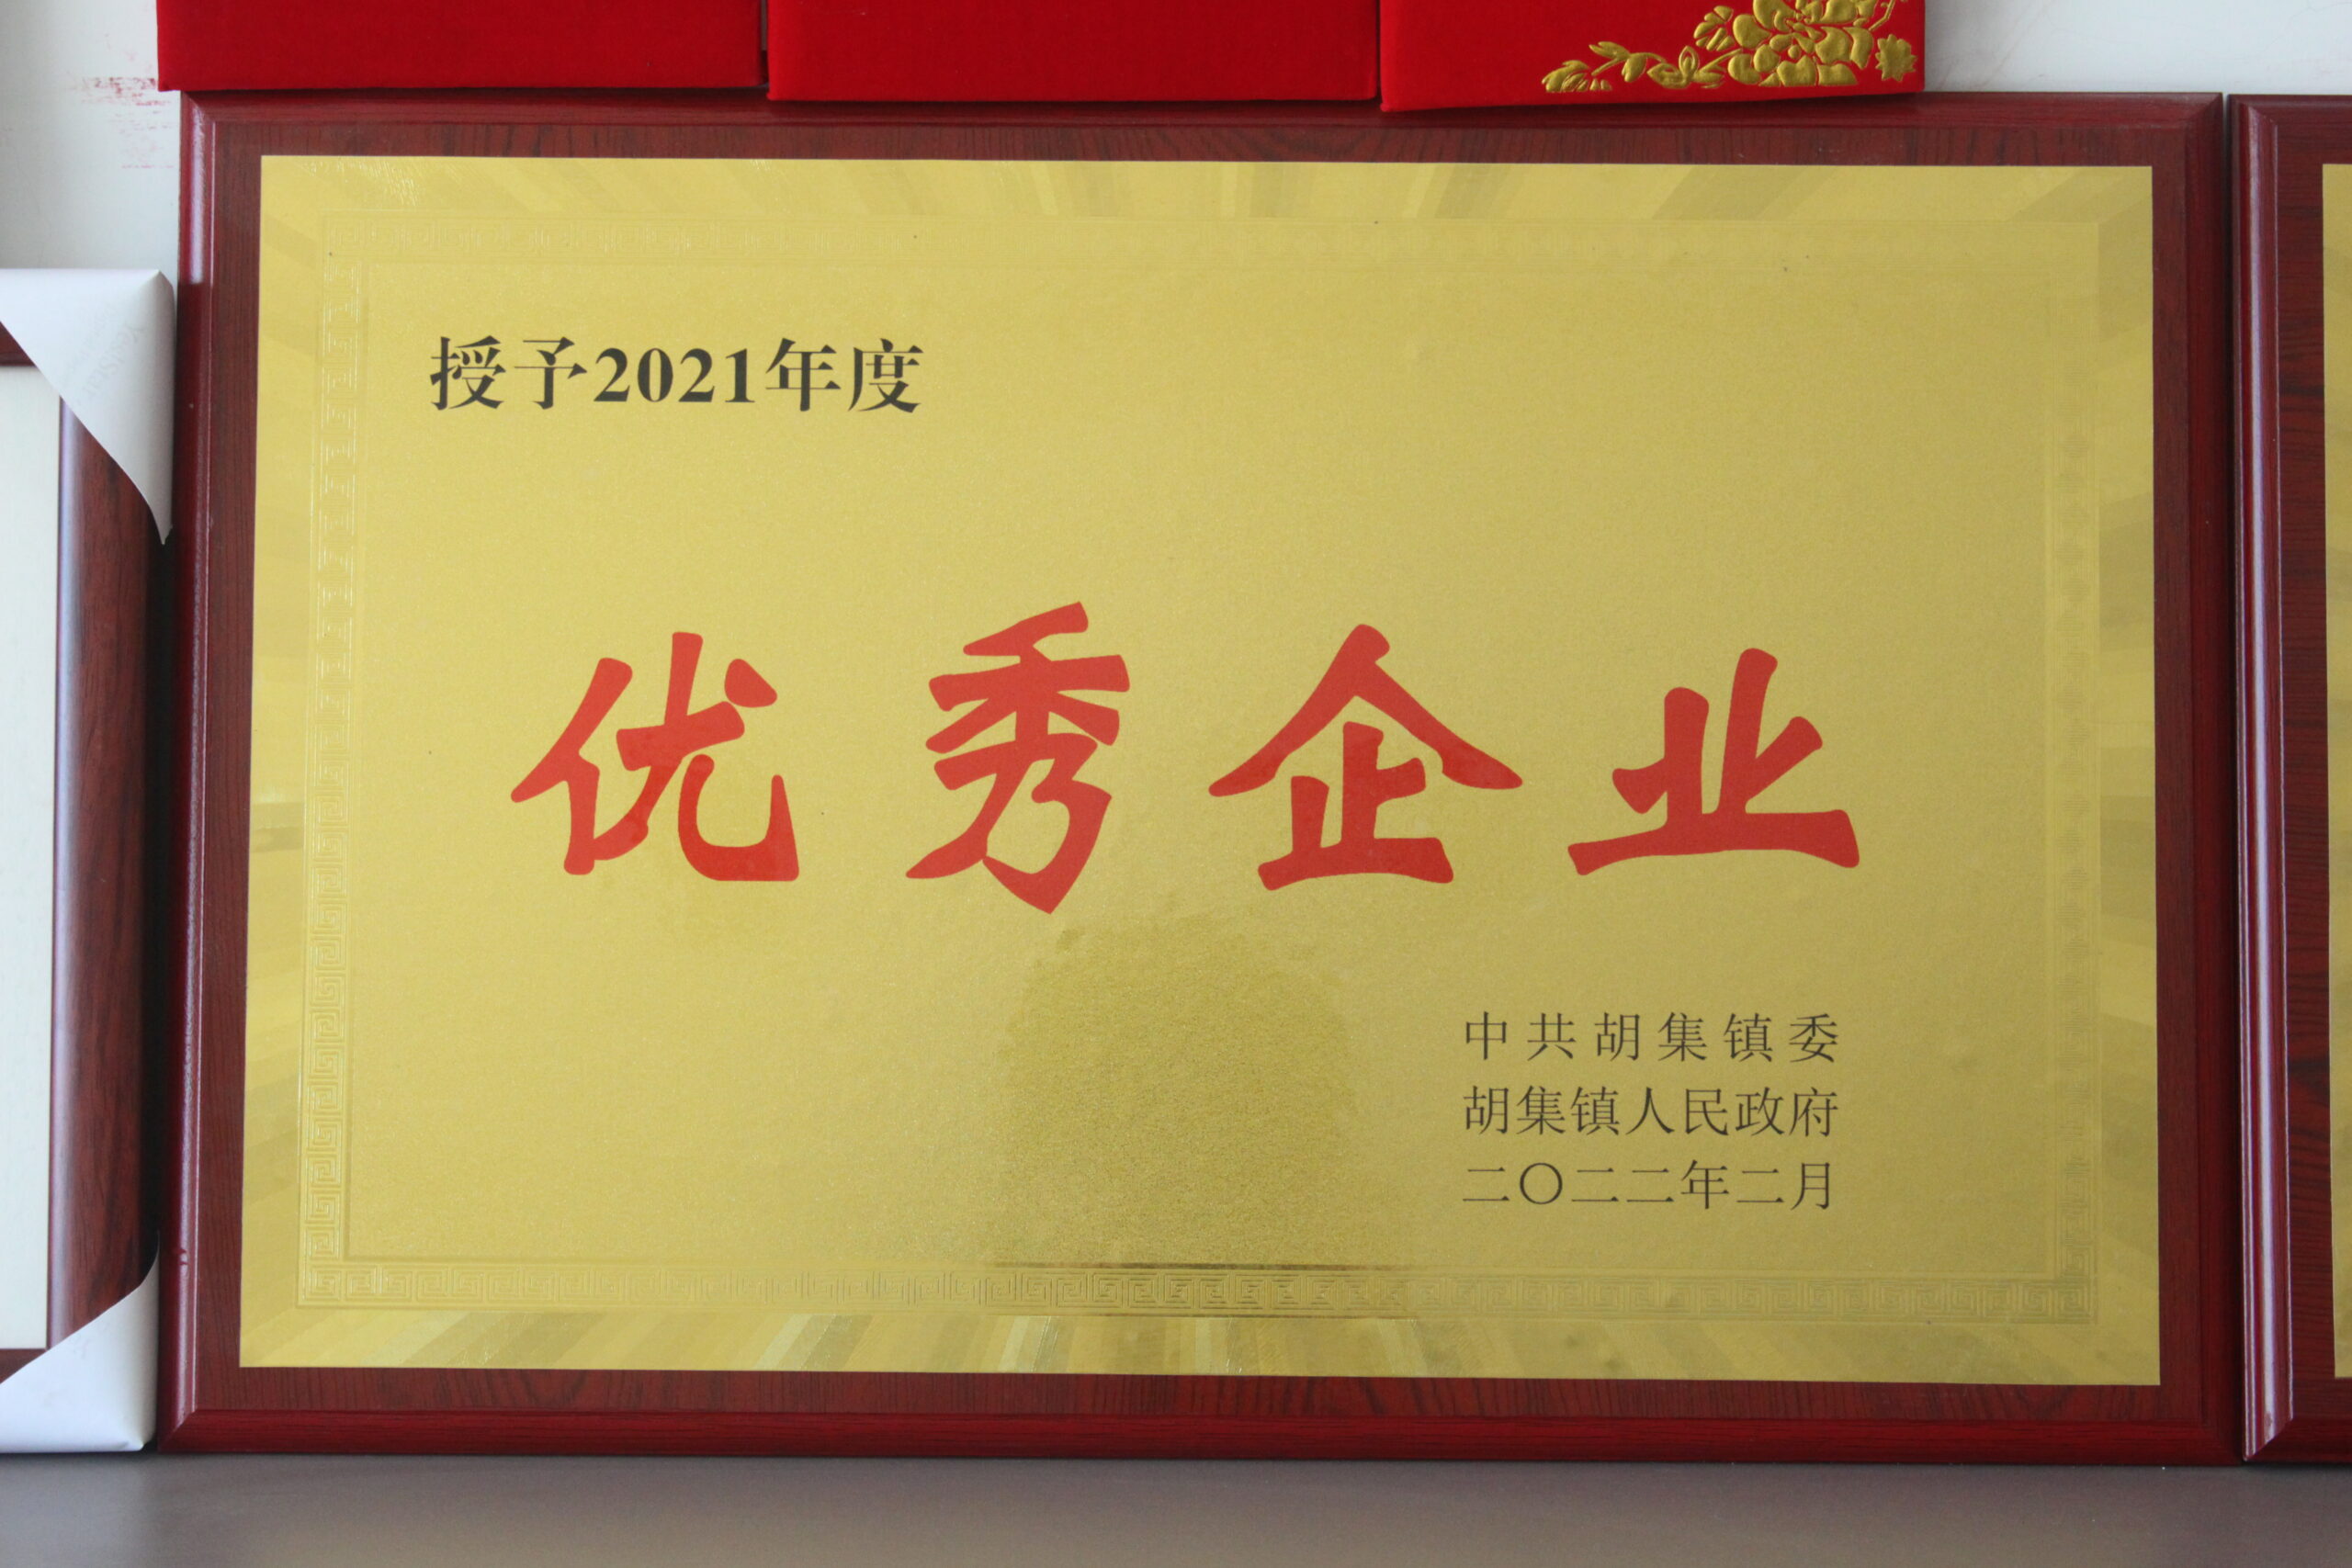 授予2021年度
优秀企业
中共胡集镇委
胡集镇人民政府
二〇二二年二月